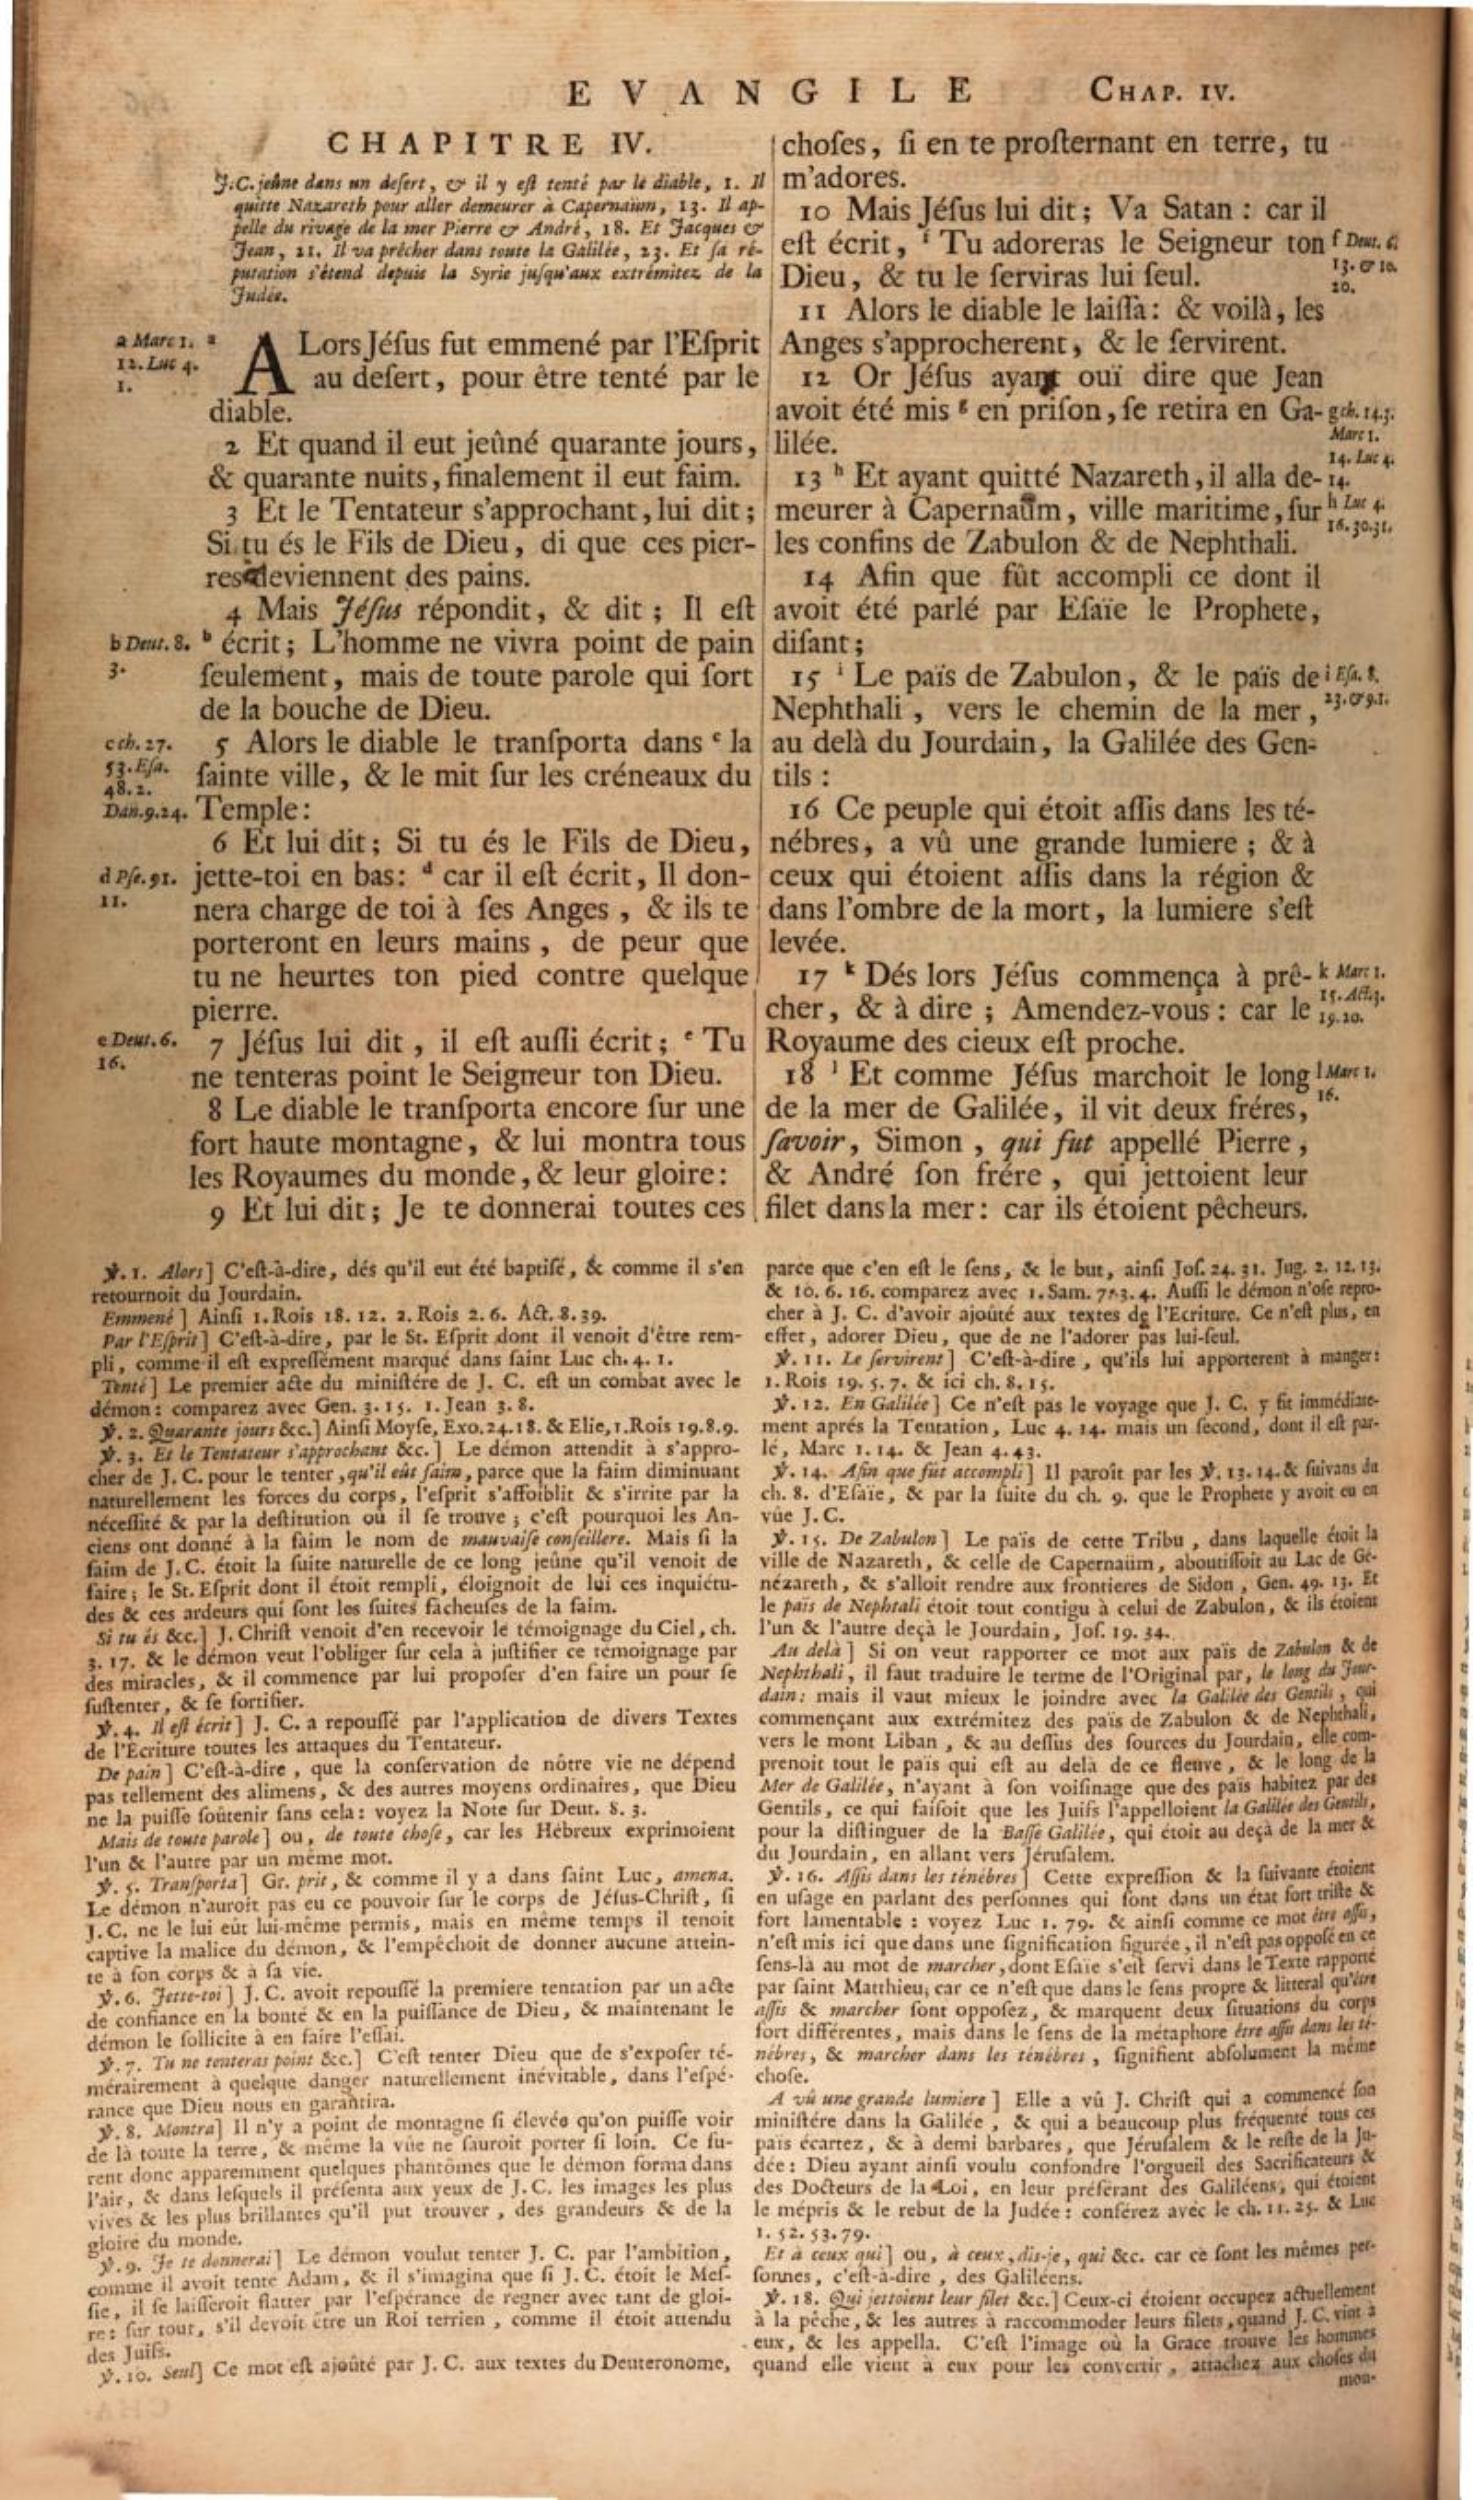 EVANGILE CHAP. IV.
CHAPITRE IV.
J.C. jeûne dans un desert, & il y eſt tenté par le diable, 1. Il
quitte Nazareth pour aller demeurer à Capernaüm, 13. Il ap-
pelle du rivage de la mer Pierre & André, 18. Et Jacques &
Jean, 21. Il va prêcher dans toute la Galilée, 23. Et ſa ré-
putation s'étend depuis la Syrie juſqu'aux extrémitez de la
Judée.
a Marc 1.
12. Luc 4.
1.
a ALors Jéſus fut emmené par l'Eſprit
au deſert, pour être tenté par le
diable.
2 Et quand il eut jeûné quarante jours,
& quarante nuits, finalement il eut faim.
3 Et le Tentateur s'approchant, lui dit;
Si tu és le Fils de Dieu, di que ces pier-
res deviennent des pains.
4 Mais Jéſus répondit, & dit; Il eſt
b Deut. 8.
3.
b écrit; L'homme ne vivra point de pain
ſeulement, mais de toute parole qui ſort
de la bouche de Dieu.
c ch. 27.
53. Eſa.
48. 2.
Dan. 9. 24.
5 Alors le diable le tranſporta dans c la
ſainte ville, & le mit ſur les créneaux du
Temple:
6 Et lui dit; Si tu és le Fils de Dieu,
d Pſe. 91.
11.
jette-toi en bas: d car il eſt écrit, Il don-
nera charge de toi à ſes Anges, & ils te
porteront en leurs mains, de peur que
tu ne heurtes ton pied contre quelque
pierre.
e Deut. 6.
16.
7 Jéſus lui dit, il eſt auſſi écrit; e Tu
ne tenteras point le Seigneur ton Dieu.
8 Le diable le tranſporta encore ſur une
fort haute montagne, & lui montra tous
les Royaumes du monde, & leur gloire:
9 Et lui dit; Je te donnerai toutes ces
choſes, ſi en te proſternant en terre, tu
m'adores.
10 Mais Jéſus lui dit; Va Satan: car il
eſt écrit, f Tu adoreras le Seigneur ton
Dieu, & tu le ſerviras lui ſeul.
f Deut. 6.
13. & 10.
20.
11 Alors le diable le laiſſa: & voilà, les
Anges s'approcherent, & le ſervirent.
12 Or Jéſus ayant ouï dire que Jean
avoit été mis g en priſon, ſe retira en Ga-
lilée.
g ch. 14. 3.
Marc 1.
14. Luc 4.
14.
13 h Et ayant quitté Nazareth, il alla de-
meurer à Capernaüm, ville maritime, ſur
les confins de Zabulon & de Nephthali.
h Luc 4.
16. 30. 31.
14 Afin que fût accompli ce dont il
avoit été parlé par Eſaïe le Prophete,
diſant;
15 i Le païs de Zabulon, & le païs de
Nephthali, vers le chemin de la mer,
au delà du Jourdain, la Galilée des Gen-
tils:
i Eſa. 8.
23. & 9. 1.
16 Ce peuple qui étoit aſſis dans les té-
nébres, a vû une grande lumiere; & à
ceux qui étoient aſſis dans la région &
dans l'ombre de la mort, la lumiere s'eſt
levée.
17 k Dés lors Jéſus commença à prê-
cher, & à dire; Amendez-vous: car le
Royaume des cieux eſt proche.
k Marc 1.
15. Act. 3.
19. 20.
18 l Et comme Jéſus marchoit le long
de la mer de Galilée, il vit deux fréres,
ſavoir, Simon, qui fut appellé Pierre,
& André ſon frére, qui jettoient leur
filet dans la mer: car ils étoient pêcheurs.
l Marc 1.
16.
℣. 1. Alors] C'eſt-à-dire, dés qu'il eut été baptiſé, & comme il s'en
retournoit du Jourdain.
Emmené] Ainſi 1. Rois 18. 12. 2. Rois 2. 6. Act. 8. 39.
Par l'Eſprit] C'eſt-à-dire, par le St. Eſprit dont il venoit d'être rem-
pli, comme il eſt expreſſément marqué dans ſaint Luc ch. 4. 1.
Tenté] Le premier acte du miniſtére de J. C. eſt un combat avec le
démon: comparez avec Gen. 3. 15. 1. Jean 3. 8.
℣. 2. Quarante jours &c.] Ainſi Moyſe, Exo. 24. 18. & Elie, 1. Rois 19. 8. 9.
℣. 3. Et le Tentateur s'approchant &c.] Le démon attendit à s'appro-
cher de J. C. pour le tenter, qu'il eût faim, parce que la faim diminuant
naturellement les forces du corps, l'eſprit s'affoiblit & s'irrite par la
néceſſité & par la deſtitution où il ſe trouve; c'eſt pourquoi les An-
ciens ont donné à la faim le nom de mauvaiſe conſeillere. Mais ſi la
faim de J. C. étoit la ſuite naturelle de ce long jeûne qu'il venoit de
faire; le St. Eſprit dont il étoit rempli, éloignoit de lui ces inquiétu-
des & ces ardeurs qui ſont les ſuites fâcheuſes de la faim.
Si tu és &c.] J. Chriſt venoit d'en recevoir le témoignage du Ciel, ch.
3. 17. & le démon veut l'obliger ſur cela à juſtifier ce témoignage par
des miracles, & il commence par lui propoſer d'en faire un pour ſe
ſuſtenter, & ſe fortifier.
℣. 4. Il eſt écrit] J. C. a repouſſé par l'application de divers Textes
de l'Ecriture toutes les attaques du Tentateur.
De pain] C'eſt-à-dire, que la conſervation de nôtre vie ne dépend
pas tellement des alimens, & des autres moyens ordinaires, que Dieu
ne la puiſſe ſoûtenir ſans cela: voyez la Note ſur Deut. 8. 3.
Mais de toute parole] ou, de toute choſe, car les Hébreux exprimoient
l'un & l'autre par un même mot.
℣. 5. Tranſporta] Gr. prit, & comme il y a dans ſaint Luc, amena.
Le démon n'auroit pas eu ce pouvoir ſur le corps de Jéſus-Chriſt, ſi
J. C. ne le lui eût lui-même permis, mais en même temps il tenoit
captive la malice du démon, & l'empêchoit de donner aucune attein-
te à ſon corps & à ſa vie.
℣. 6. Jette-toi] J. C. avoit repouſſé la premiere tentation par un acte
de confiance en la bonté & en la puiſſance de Dieu, & maintenant le
démon le ſollicite à en faire l'eſſai.
℣. 7. Tu ne tenteras point &c.] C'eſt tenter Dieu que de s'expoſer té-
mérairement à quelque danger naturellement inévitable, dans l'eſpé-
rance que Dieu nous en garantira.
℣. 8. Montra] Il n'y a point de montagne ſi élevée qu'on puiſſe voir
de là toute la terre, & même la vûe ne ſauroit porter ſi loin. Ce fu-
rent donc apparemment quelques phantômes que le démon forma dans
l'air, & dans leſquels il préſenta aux yeux de J. C. les images les plus
vives & les plus brillantes qu'il put trouver, des grandeurs & de la
gloire du monde.
℣. 9. Je te donnerai] Le démon voulut tenter J. C. par l'ambition,
comme il avoit tenté Adam, & il s'imagina que ſi J. C. étoit le Meſ-
ſie, il ſe laiſſeroit flatter par l'eſpérance de regner avec tant de gloi-
re: ſur tout, s'il devoit être un Roi terrien, comme il étoit attendu
des Juifs.
℣. 10. Seul] Ce mot eſt ajoûté par J. C. aux textes du Deuteronome,
parce que c'en eſt le ſens, & le but, ainſi Joſ. 24. 31. Jug. 2. 12. 13.
& 10. 6. 16. comparez avec 1. Sam. 7. 3. 4. Auſſi le démon n'oſe repro-
cher à J. C. d'avoir ajoûté aux textes de l'Ecriture. Ce n'eſt plus, en
effet, adorer Dieu, que de ne l'adorer pas lui-ſeul.
℣. 11. Le ſervirent] C'eſt-à-dire, qu'ils lui apporterent à manger:
1. Rois 19. 5. 7. & ici ch. 8. 15.
℣. 12. En Galilée] Ce n'eſt pas le voyage que J. C. y fit immédiate-
ment aprés la Tentation, Luc 4. 14. mais un ſecond, dont il eſt par-
lé, Marc 1. 14. & Jean 4. 43.
℣. 14. Afin que fût accompli] Il paroît par les ℣. 13. 14. & ſuivans du
ch. 8. d'Eſaïe, & par la ſuite du ch. 9. que le Prophete y avoit eu en
vûe J. C.
℣. 15. De Zabulon] Le païs de cette Tribu, dans laquelle étoit la
ville de Nazareth, & celle de Capernaüm, aboutiſſoit au Lac de Gé-
nézareth, & s'alloit rendre aux frontieres de Sidon, Gen. 49. 13. Et
le païs de Nephtali étoit tout contigu à celui de Zabulon, & ils étoient
l'un & l'autre deçà le Jourdain, Joſ. 19. 34.
Au delà] Si on veut rapporter ce mot aux païs de Zabulon & de
Nephthali, il faut traduire le terme de l'Original par, le long du Jour-
dain: mais il vaut mieux le joindre avec la Galilée des Gentils, qui
commençant aux extrémitez des païs de Zabulon & de Nephthali,
vers le mont Liban, & au deſſus des ſources du Jourdain, elle com-
prenoit tout le païs qui eſt au delà de ce fleuve, & le long de la
Mer de Galilée, n'ayant à ſon voiſinage que des païs habitez par des
Gentils, ce qui faiſoit que les Juifs l'appelloient la Galilée des Gentils,
pour la diſtinguer de la Baſſe Galilée, qui étoit au deçà de la mer &
du Jourdain, en allant vers Jéruſalem.
℣. 16. Aſſis dans les ténébres] Cette expreſſion & la ſuivante étoient
en uſage en parlant des perſonnes qui ſont dans un état fort triſte &
fort lamentable: voyez Luc 1. 79. & ainſi comme ce mot être aſſis,
n'eſt mis ici que dans une ſignification figurée, il n'eſt pas oppoſé en ce
ſens-là au mot de marcher, dont Eſaïe s'eſt ſervi dans le Texte rapporté
par ſaint Matthieu; car ce n'eſt que dans le ſens propre & litteral qu'être
aſſis & marcher ſont oppoſez, & marquent deux ſituations du corps
fort différentes, mais dans le ſens de la métaphore être aſſis dans les té-
nébres, & marcher dans les ténébres, ſignifient abſolument la même
choſe.
A vû une grande lumiere] Elle a vû J. Chriſt qui a commencé ſon
miniſtére dans la Galilée, & qui a beaucoup plus fréquenté tous ces
païs écartez, & à demi barbares, que Jéruſalem & le reſte de la Ju-
dée: Dieu ayant ainſi voulu confondre l'orgueil des Sacrificateurs &
des Docteurs de la Loi, en leur préférant des Galiléens, qui étoient
le mépris & le rebut de la Judée: conférez avec le ch. 11. 25. & Luc
1. 52. 53. 79.
Et à ceux qui] ou, à ceux, dis-je, qui &c. car ce ſont les mêmes per-
ſonnes, c'eſt-à-dire, des Galiléens.
℣. 18. Qui jettoient leur filet &c.] Ceux-ci étoient occupez actuellement
à la pêche, & les autres à raccommoder leurs filets, quand J. C. vint à
eux, & les appella. C'eſt l'image où la Grace trouve les hommes
quand elle vient à eux pour les convertir, attachez aux choſes du
mon-